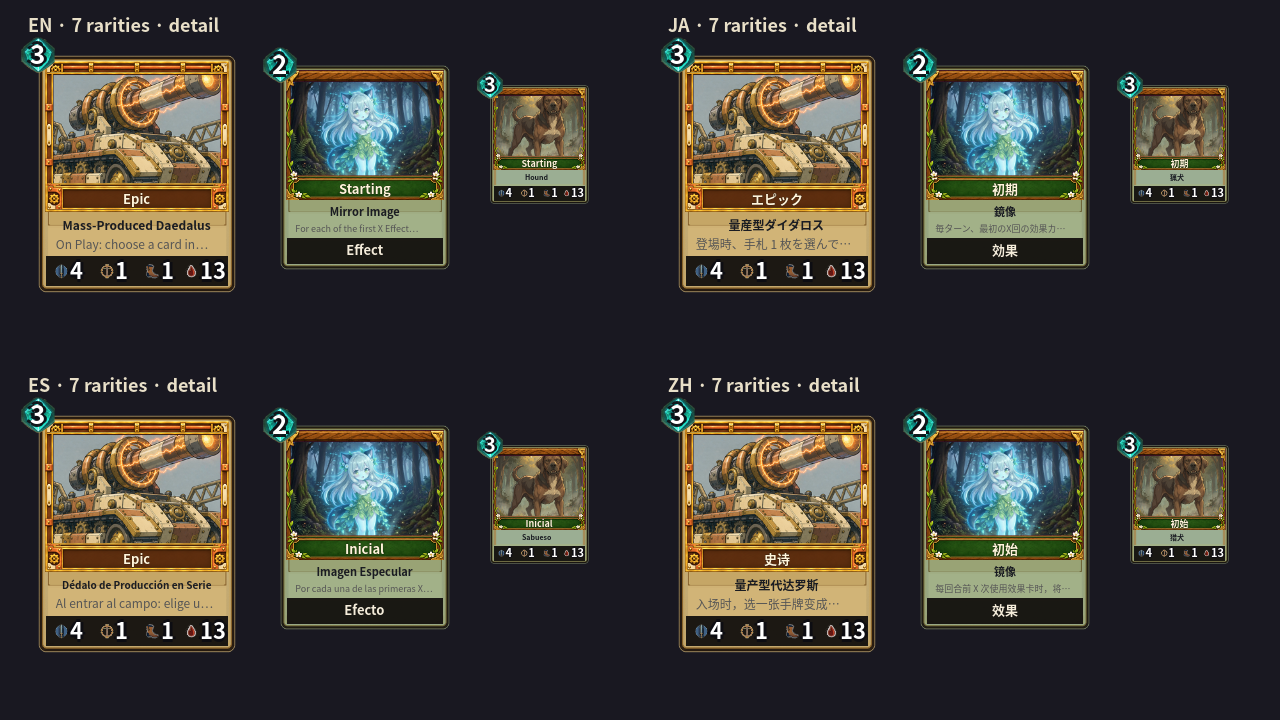 EN · 7 rarities · detail
3
Epic
Mass-Produced Daedalus
On Play: choose a card in…
4 1 1 13
2
Starting
Mirror Image
For each of the first X Effect…
Effect
3
Starting
Hound
4 1 1 13
JA · 7 rarities · detail
3
エピック
量産型ダイダロス
登場時、手札 1 枚を選んで…
4 1 1 13
2
初期
鏡像
毎ターン、最初のX回の効果カ…
効果
3
初期
猟犬
4 1 1 13
ES · 7 rarities · detail
3
Epic
Dédalo de Producción en Serie
Al entrar al campo: elige u…
4 1 1 13
2
Inicial
Imagen Especular
Por cada una de las primeras X…
Efecto
3
Inicial
Sabueso
4 1 1 13
ZH · 7 rarities · detail
3
史诗
量产型代达罗斯
入场时，选一张手牌变成…
4 1 1 13
2
初始
镜像
每回合前 X 次使用效果卡时，将…
效果
3
初始
猎犬
4 1 1 13